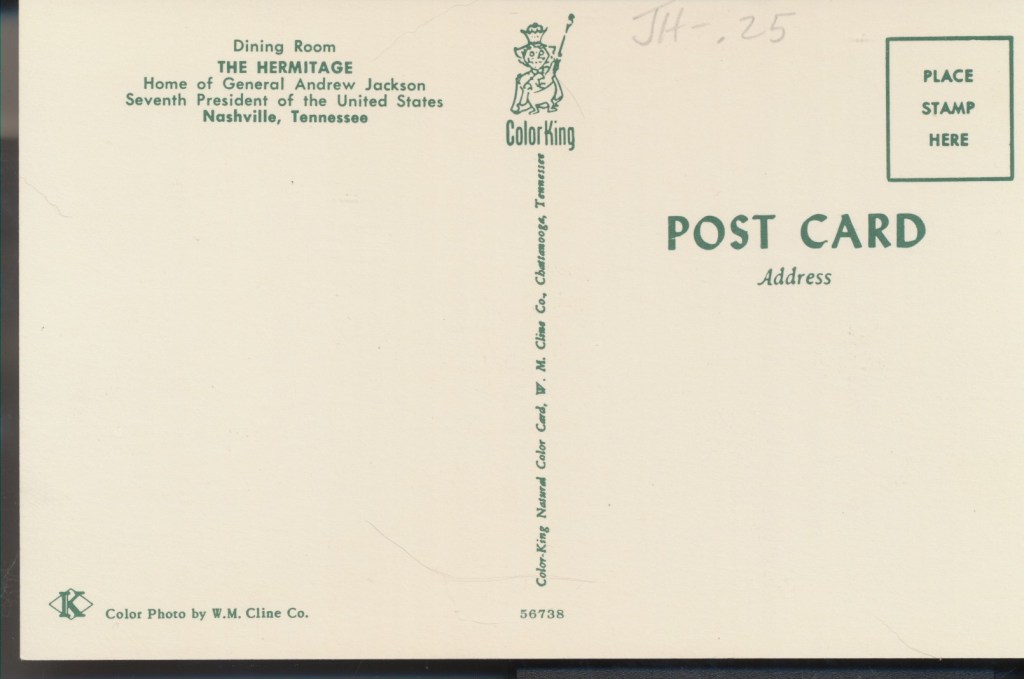 Dining Room
THE HERMITAGE
Home of General Andrew Jackson
Seventh President of the United States
Nashville, Tennessee
ColorKing
Color-King Natural Color Card, W. M. Cline Co., Chattanooga, Tennessee
JH-.25
PLACE
STAMP
HERE
POST CARD
Address
K
Color Photo by W.M. Cline Co.
56738